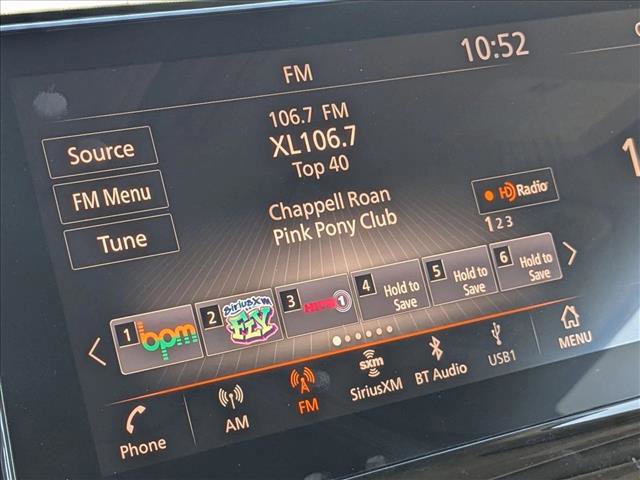 FM
10:52
106.7 FM
XL106.7
Top 40
Source
FM Menu
Tune
Chappell Roan
Pink Pony Club
HD Radio
1 2 3
1 bpm
2 SiriusXM FLY
3 HITS 1
4 Hold to Save
5 Hold to Save
6 Hold to Save
Phone
AM
FM
sxm
SiriusXM
BT Audio
USB1
MENU